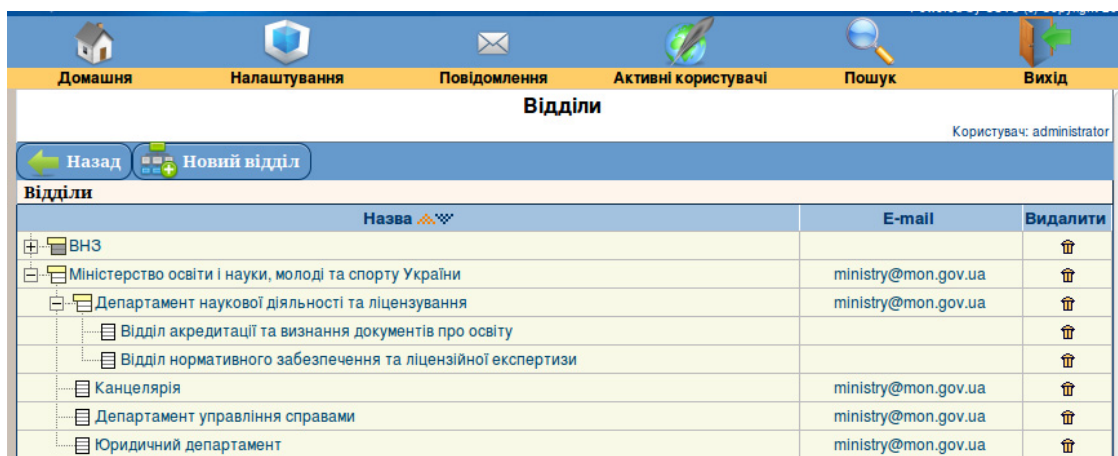 Домашня Налаштування Повідомлення Активні користувачі Пошук Вихід
Відділи
Користувач: administrator
Назад Новий відділ
Відділи
Назва E-mail Видалити
ВНЗ
Міністерство освіти і науки, молоді та спорту України ministry@mon.gov.ua
Департамент наукової діяльності та ліцензування ministry@mon.gov.ua
Відділ акредитації та визнання документів про освіту
Відділ нормативного забезпечення та ліцензійної експертизи
Канцелярія ministry@mon.gov.ua
Департамент управління справами ministry@mon.gov.ua
Юридичний департамент ministry@mon.gov.ua